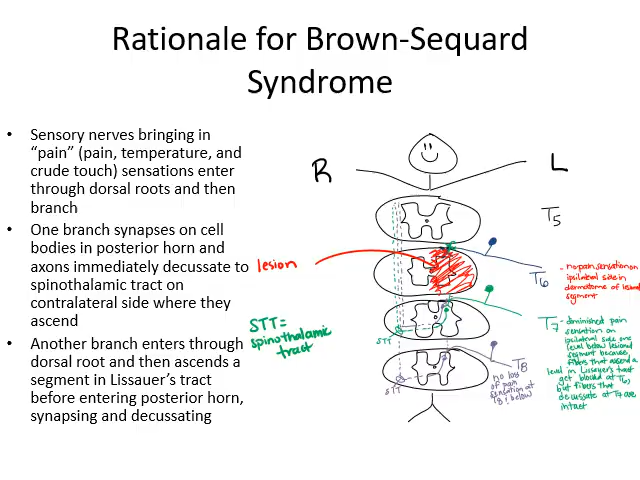 Rationale for Brown-Sequard
Syndrome
• Sensory nerves bringing in
“pain” (pain, temperature, and
crude touch) sensations enter
through dorsal roots and then
branch
• One branch synapses on cell
bodies in posterior horn and
axons immediately decussate to
spinothalamic tract on
contralateral side where they
ascend
• Another branch enters through
dorsal root and then ascends a
segment in Lissauer’s tract
before entering posterior horn,
synapsing and decussating
R
L
T5
lesion
T6
- no pain sensation on
ipsilateral side in
dermatome of lesion
segment
STT=
spinothalamic
tract
STT
T7
- diminished pain
sensation on
ipsilateral side one
level below lesioned
segment because
fibers that ascend a
level in Lissauer's tract
get blocked at T6,
but fibers that
decussate at T7 are
intact
STT
T8
no loss
of pain
sensation at
T8 & below